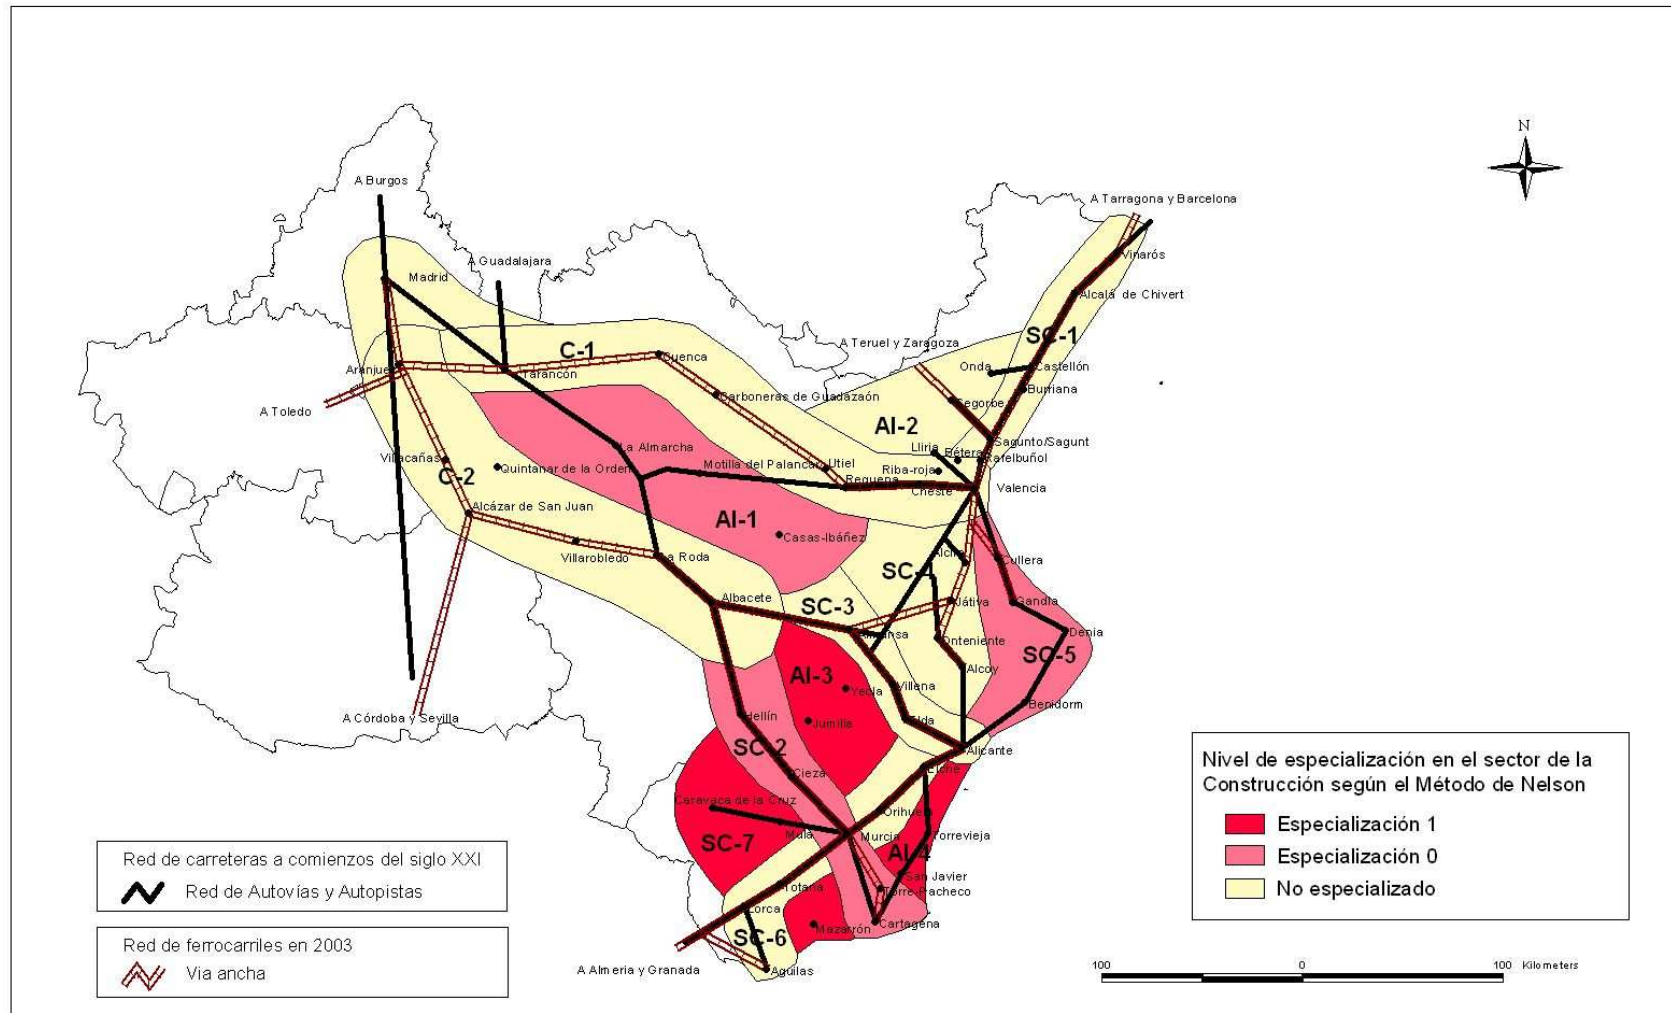 N
A Burgos
A Tarragona y Barcelona
Vinarós
A Guadalajara
Madrid
Alcalá de Chivert
SC-1
A Teruel y Zaragoza
C-1
Cuenca
Onda
Castellón
Aranjuez
Tarancón
Burriana
Carboneras de Guadazaón
Segorbe
A Toledo
AI-2
Sagunto/Sagunt
La Almarcha
Lliria
Bétera
Rafelbuñol
Villacañas
Quintanar de la Orden
Motilla del Palancar
Utiel
Riba-roja
C-2
Requena
Cheste
Valencia
Alcázar de San Juan
AI-1
Casas-Ibáñez
Villarobledo
La Roda
Alcira
Cullera
SC-4
Albacete
SC-3
Játiva
Gandía
Almansa
Onteniente
Denia
SC-5
Alcoy
AI-3
Yecla
Villena
Benidorm
A Córdoba y Sevilla
Hellín
Jumilla
Elda
SC-2
Alicante
Cieza
Elche
Caravaca de la Cruz
Orihuela
Mula
Murcia
Torrevieja
SC-7
AI-4
San Javier
Totana
Torre-Pacheco
Lorca
Mazarrón
Cartagena
SC-6
A Almeria y Granada
Aguilas
Nivel de especialización en el sector de la
Construcción según el Método de Nelson
Especialización 1
Especialización 0
No especializado
Red de carreteras a comienzos del siglo XXI
Red de Autovías y Autopistas
Red de ferrocarriles en 2003
Via ancha
100 0 100 Kilometers